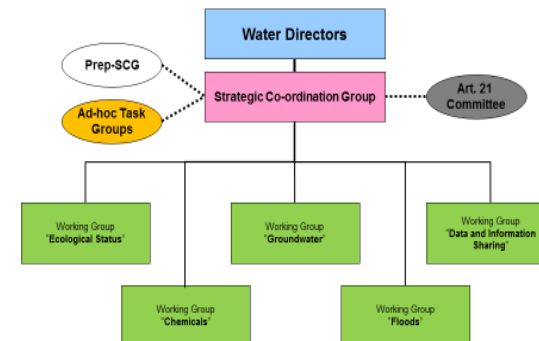 Water Directors
Prep-SCG
Strategic Co-ordination Group
Art. 21
Committee
Ad-hoc Task
Groups
Working Group
"Ecological Status"
Working Group
"Groundwater"
Working Group
"Data and Information
Sharing"
Working Group
"Chemicals"
Working Group
"Floods"